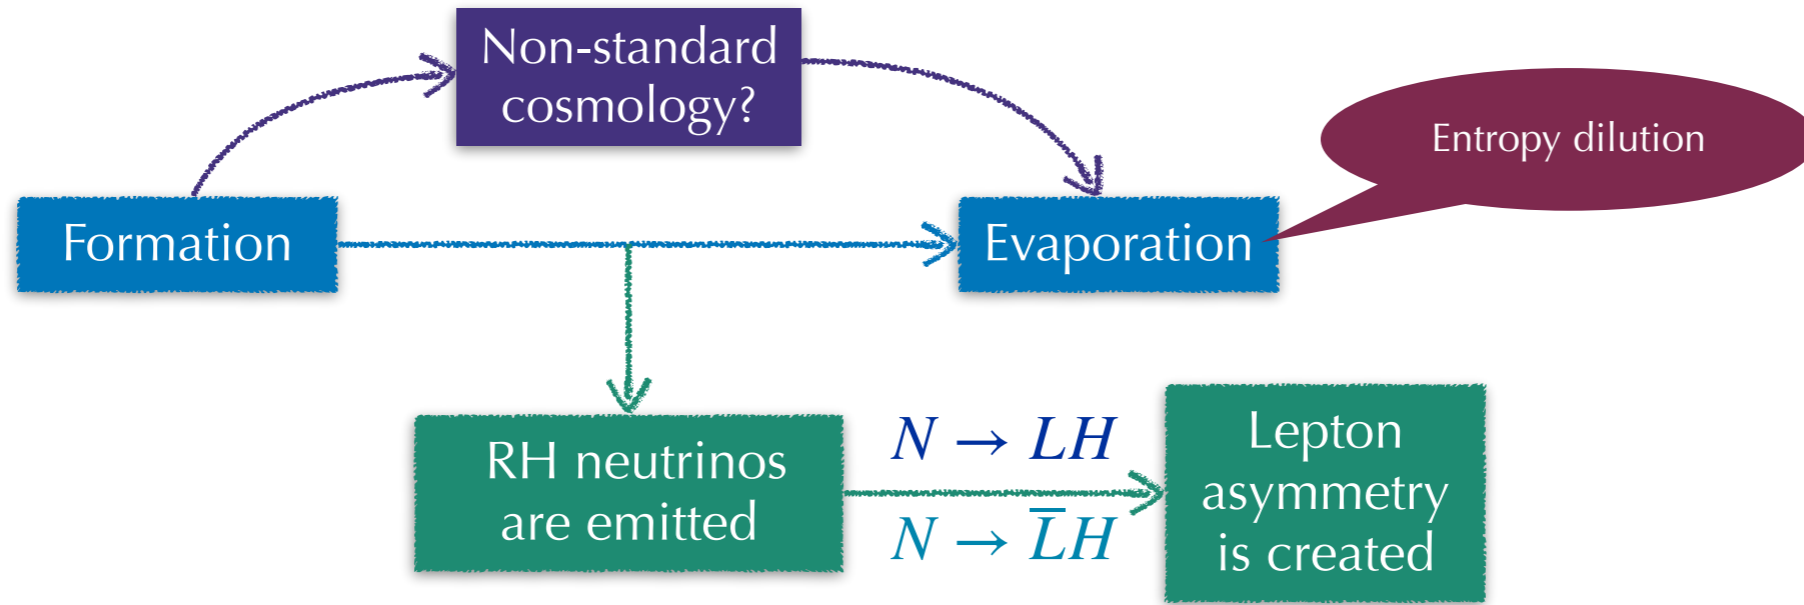 Non-standard
cosmology?
Entropy dilution
Formation
Evaporation
RH neutrinos
are emitted
N → LH
N → L̅H
Lepton
asymmetry
is created